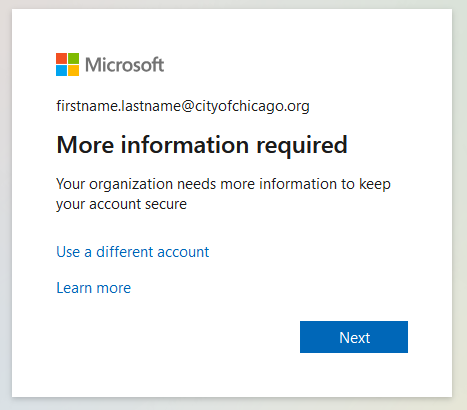 Microsoft
firstname.lastname@cityofchicago.org
More information required
Your organization needs more information to keep
your account secure
Use a different account
Learn more
Next